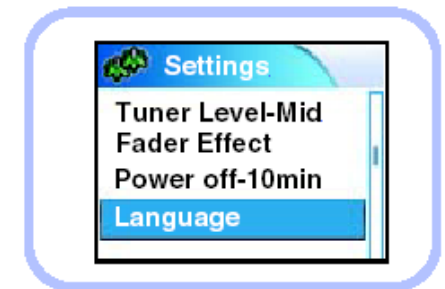 Settings
Tuner Level-Mid
Fader Effect
Power off-10min
Language